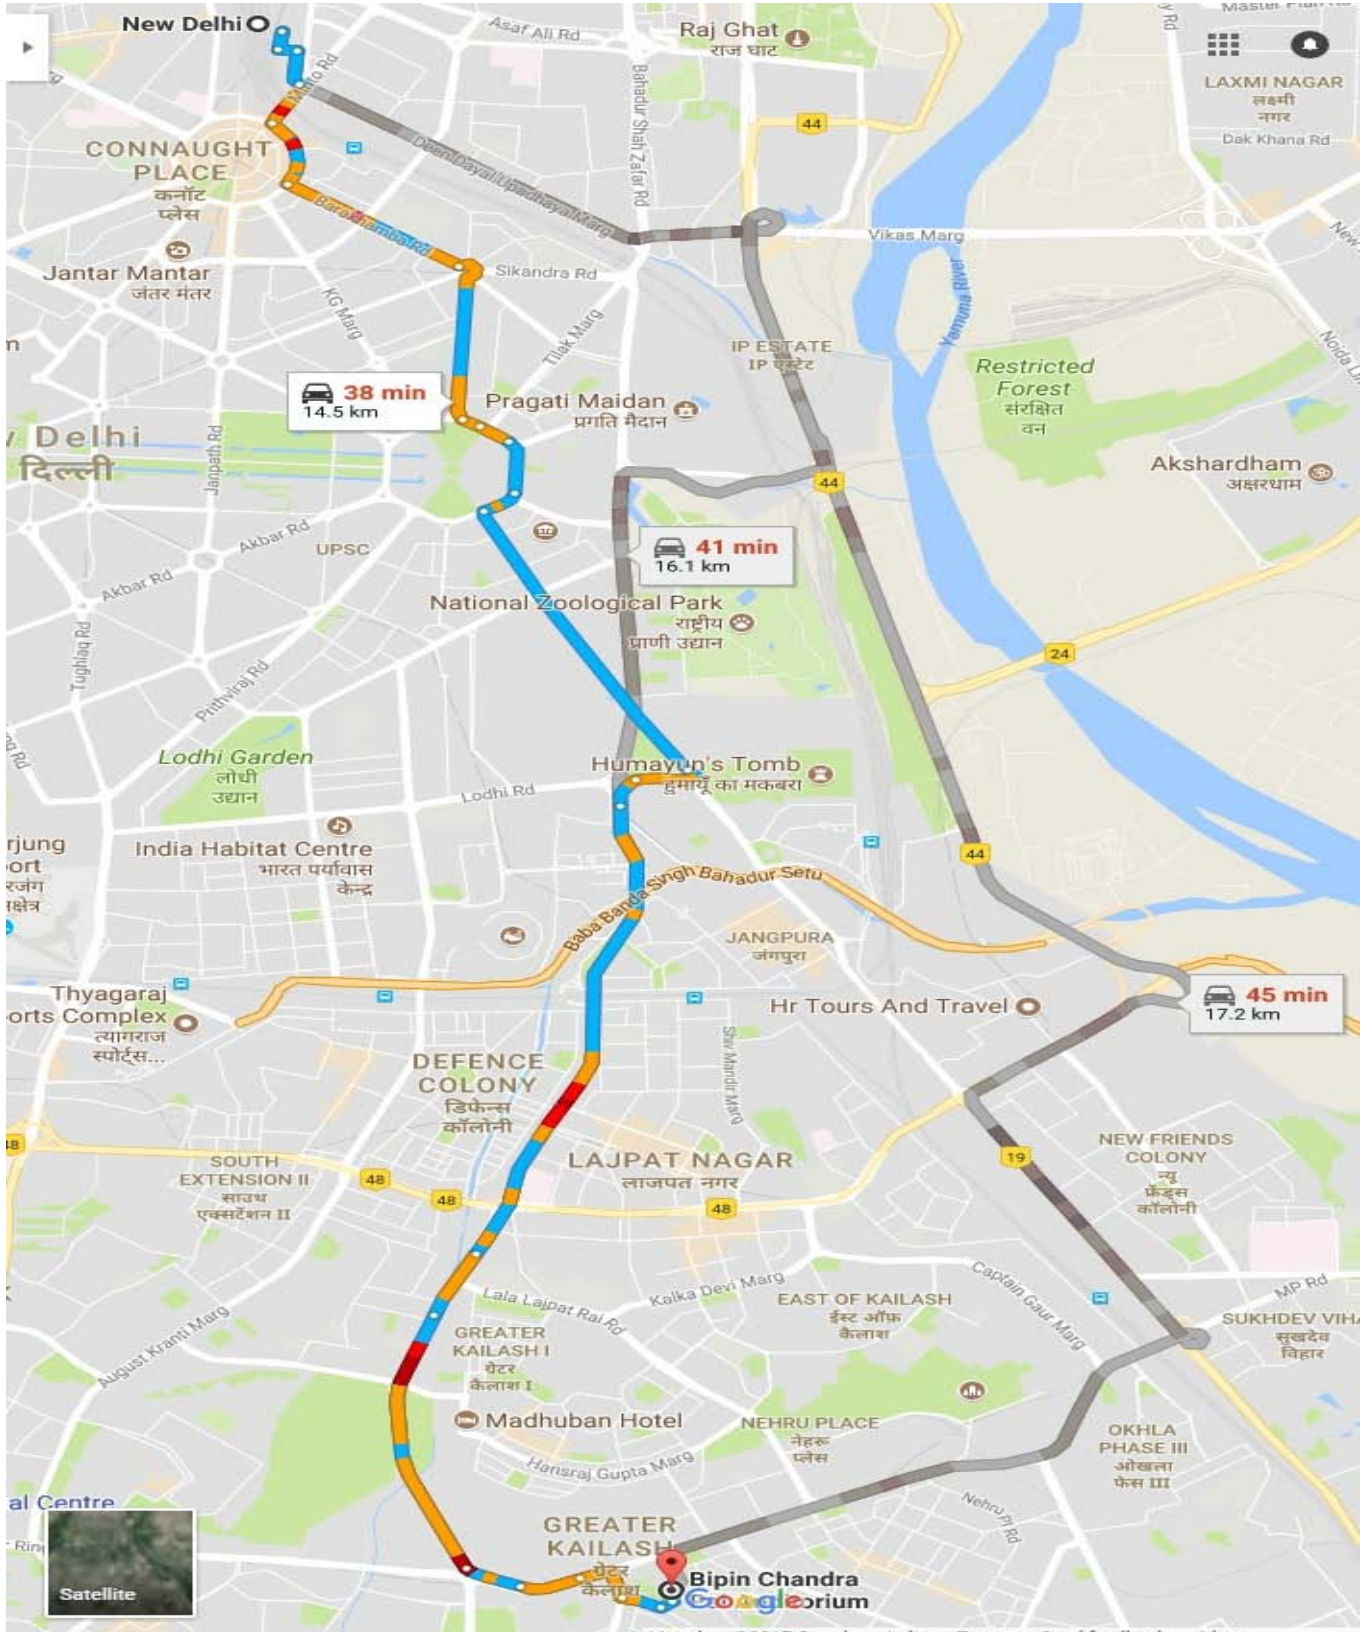 New Delhi
Asaf Ali Rd
Raj Ghat
राज घाट
LAXMI NAGAR
लक्ष्मी
नगर
Dak Khana Rd
Minto Rd
Bahadur Shah Zafar Rd
44
CONNAUGHT
PLACE
कनॉट
प्लेस
Deen Dayal Upadhyay Marg
Barakhamba Rd
Vikas Marg
Jantar Mantar
जंतर मंतर
Sikandra Rd
KG Marg
Tilak Marg
Yamuna River
IP ESTATE
IP एस्टेट
Restricted
Forest
संरक्षित
वन
38 min
14.5 km
Pragati Maidan
प्रगति मैदान
Delhi
दिल्ली
Janpath Rd
44
Akshardham
अक्षरधाम
Akbar Rd
UPSC
41 min
16.1 km
Akbar Rd
National Zoological Park
राष्ट्रीय
प्राणी उद्यान
Tughlaq Rd
Prithviraj Rd
24
Lodhi Garden
लोधी
उद्यान
Humayun's Tomb
हुमायूँ का मकबरा
Lodhi Rd
India Habitat Centre
भारत पर्यावास
केन्द्र
44
Baba Banda Singh Bahadur Setu
JANGPURA
जंगपुरा
Thyagaraj
orts Complex
त्यागराज
स्पोर्ट्स...
Hr Tours And Travel
45 min
17.2 km
Shiv Mandir Marg
DEFENCE
COLONY
डिफेन्स
कॉलोनी
48
SOUTH
EXTENSION II
साउथ
एक्सटेंशन II
48
48
LAJPAT NAGAR
लाजपत नगर
48
19
NEW FRIENDS
COLONY
न्यू
फ्रेंड्स
कॉलोनी
Lala Lajpat Rai Rd
Kalka Devi Marg
Captain Gaur Marg
MP Rd
EAST OF KAILASH
ईस्ट ऑफ़
कैलाश
SUKHDEV VIHA
सुखदेव
विहार
August Kranti Marg
GREATER
KAILASH I
ग्रेटर
कैलाश I
Madhuban Hotel
NEHRU PLACE
नेहरू
प्लेस
OKHLA
PHASE III
ओखला
फेस III
Hansraj Gupta Marg
al Centre
Nehru Pl Rd
GREATER
KAILASH
ग्रेटर
कैलाश
Satellite
Bipin Chandra
Google orium